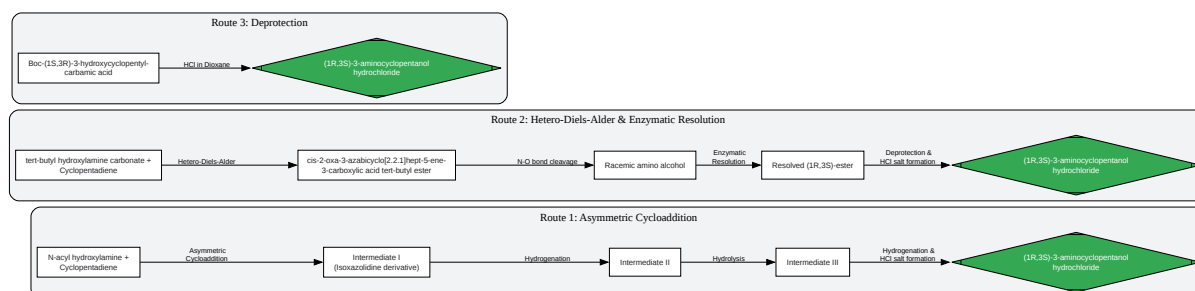 Route 3: Deprotection
Boc-(1S,3R)-3-hydroxycyclopentyl-
carbamic acid
HCl in Dioxane
(1R,3S)-3-aminocyclopentanol
hydrochloride
Route 2: Hetero-Diels-Alder & Enzymatic Resolution
tert-butyl hydroxylamine carbonate +
Cyclopentadiene
Hetero-Diels-Alder
cis-2-oxa-3-azabicyclo[2.2.1]hept-5-ene-
3-carboxylic acid tert-butyl ester
N-O bond cleavage
Racemic amino alcohol
Enzymatic
Resolution
Resolved (1R,3S)-ester
Deprotection &
HCl salt formation
(1R,3S)-3-aminocyclopentanol
hydrochloride
Route 1: Asymmetric Cycloaddition
N-acyl hydroxylamine +
Cyclopentadiene
Asymmetric
Cycloaddition
Intermediate I
(Isoxazolidine derivative)
Hydrogenation
Intermediate II
Hydrolysis
Intermediate III
Hydrogenation &
HCl salt formation
(1R,3S)-3-aminocyclopentanol
hydrochloride